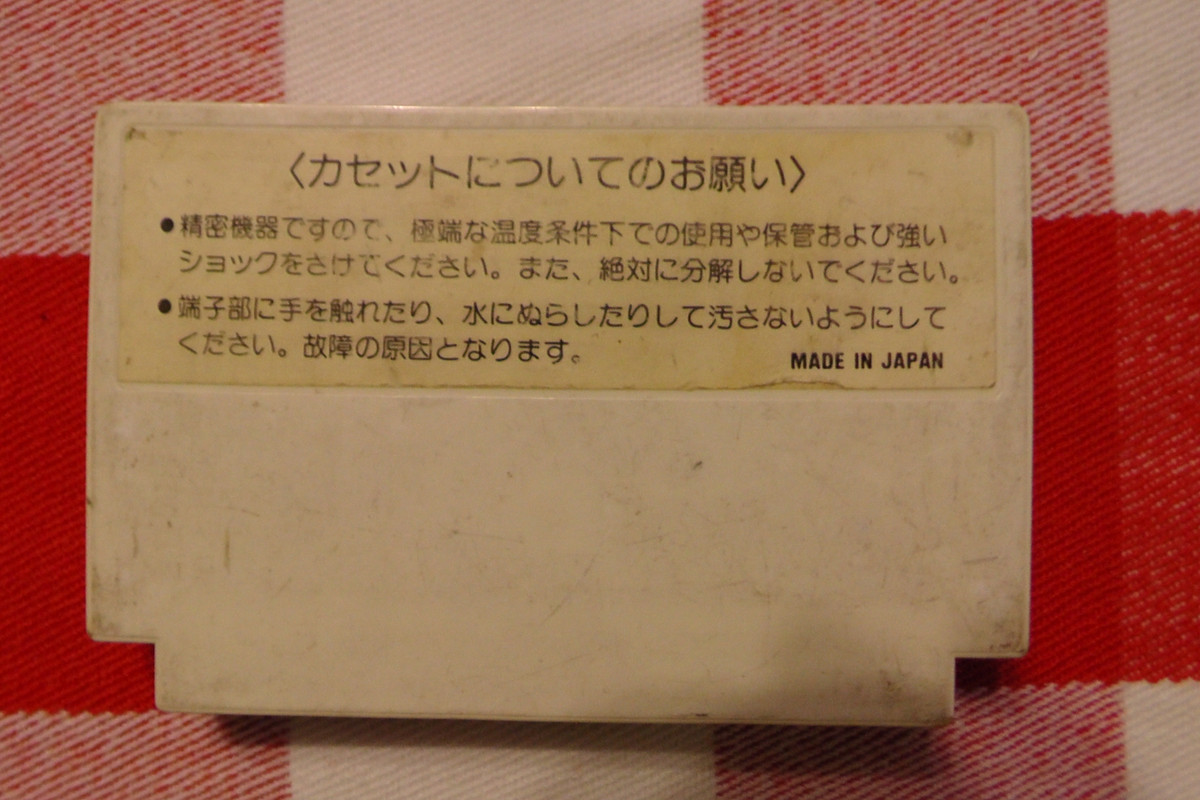 〈カセットについてのお願い〉
●精密機器ですので、極端な温度条件下での使用や保管および強い
ショックをさけてください。また、絶対に分解しないでください。
●端子部に手を触れたり、水にぬらしたりして汚さないようにして
ください。故障の原因となります。
MADE IN JAPAN